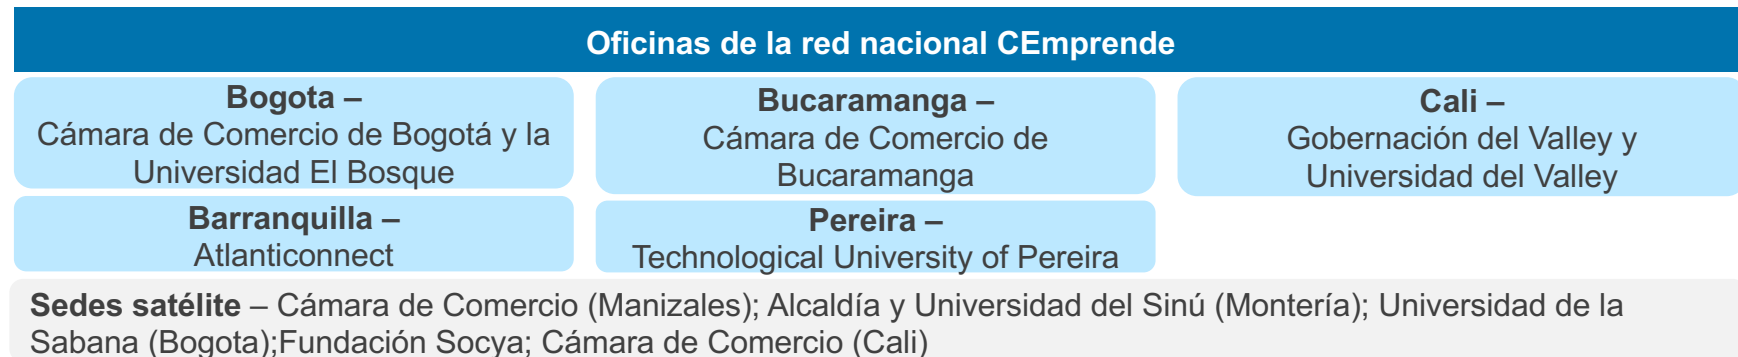 Oficinas de la red nacional CEmprende
Bogota –
Cámara de Comercio de Bogotá y la
Universidad El Bosque
Bucaramanga –
Cámara de Comercio de
Bucaramanga
Cali –
Gobernación del Valley y
Universidad del Valley
Barranquilla –
Atlanticonnect
Pereira –
Technological University of Pereira
Sedes satélite – Cámara de Comercio (Manizales); Alcaldía y Universidad del Sinú (Montería); Universidad de la
Sabana (Bogota);Fundación Socya; Cámara de Comercio (Cali)